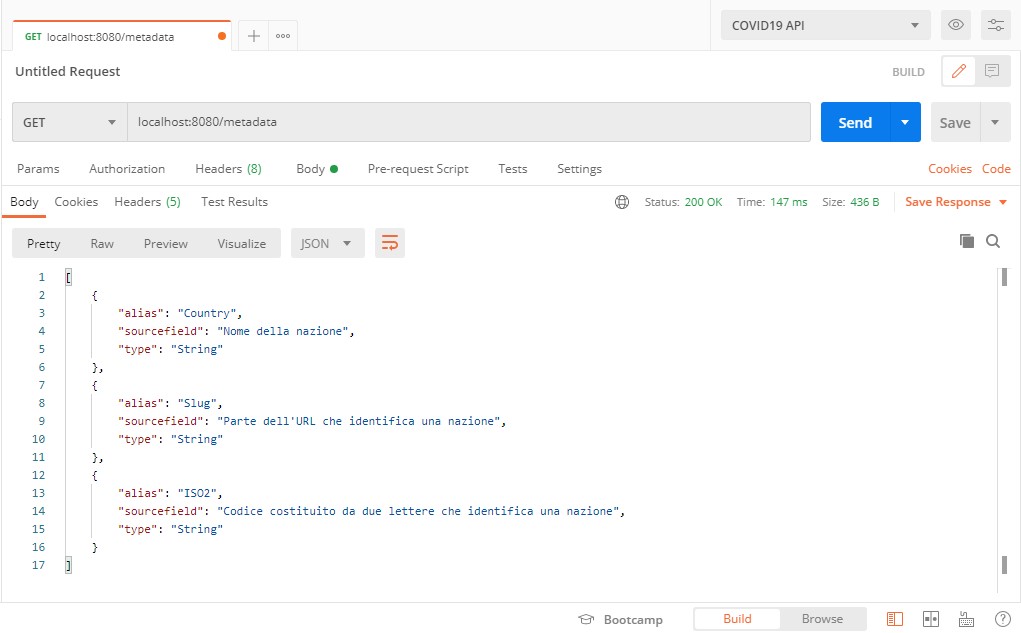 GET localhost:8080/metadata
COVID19 API
Untitled Request
BUILD
GET localhost:8080/metadata Send Save
Params Authorization Headers (8) Body Pre-request Script Tests Settings Cookies Code
Body Cookies Headers (5) Test Results Status: 200 OK Time: 147 ms Size: 436 B Save Response
Pretty Raw Preview Visualize JSON
1 [
2 {
3 "alias": "Country",
4 "sourcefield": "Nome della nazione",
5 "type": "String"
6 },
7 {
8 "alias": "Slug",
9 "sourcefield": "Parte dell'URL che identifica una nazione",
10 "type": "String"
11 },
12 {
13 "alias": "ISO2",
14 "sourcefield": "Codice costituito da due lettere che identifica una nazione",
15 "type": "String"
16 }
17 ]
Bootcamp Build Browse